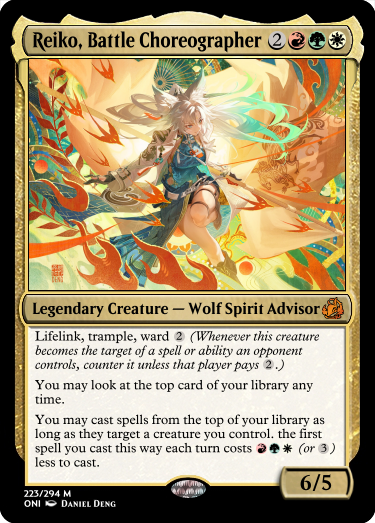 Reiko, Battle Choreographer 2
Legendary Creature — Wolf Spirit Advisor
Lifelink, trample, ward 2 (Whenever this creature
becomes the target of a spell or ability an opponent
controls, counter it unless that player pays 2.)
You may look at the top card of your library any
time.
You may cast spells from the top of your library as
long as they target a creature you control. the first
spell you cast this way each turn costs (or 3)
less to cast.
6/5
223/294 M
ONI Daniel Deng